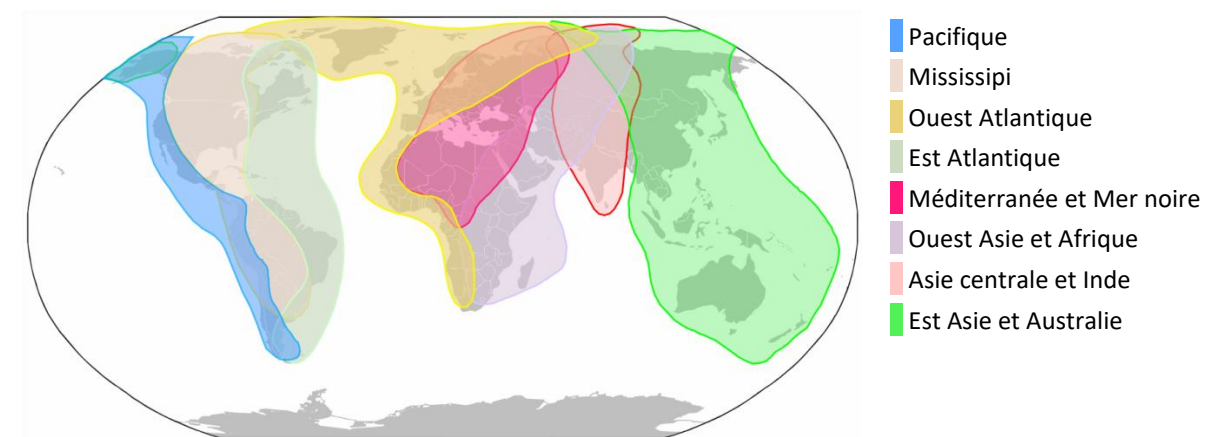 Pacifique
Mississipi
Ouest Atlantique
Est Atlantique
Méditerranée et Mer noire
Ouest Asie et Afrique
Asie centrale et Inde
Est Asie et Australie